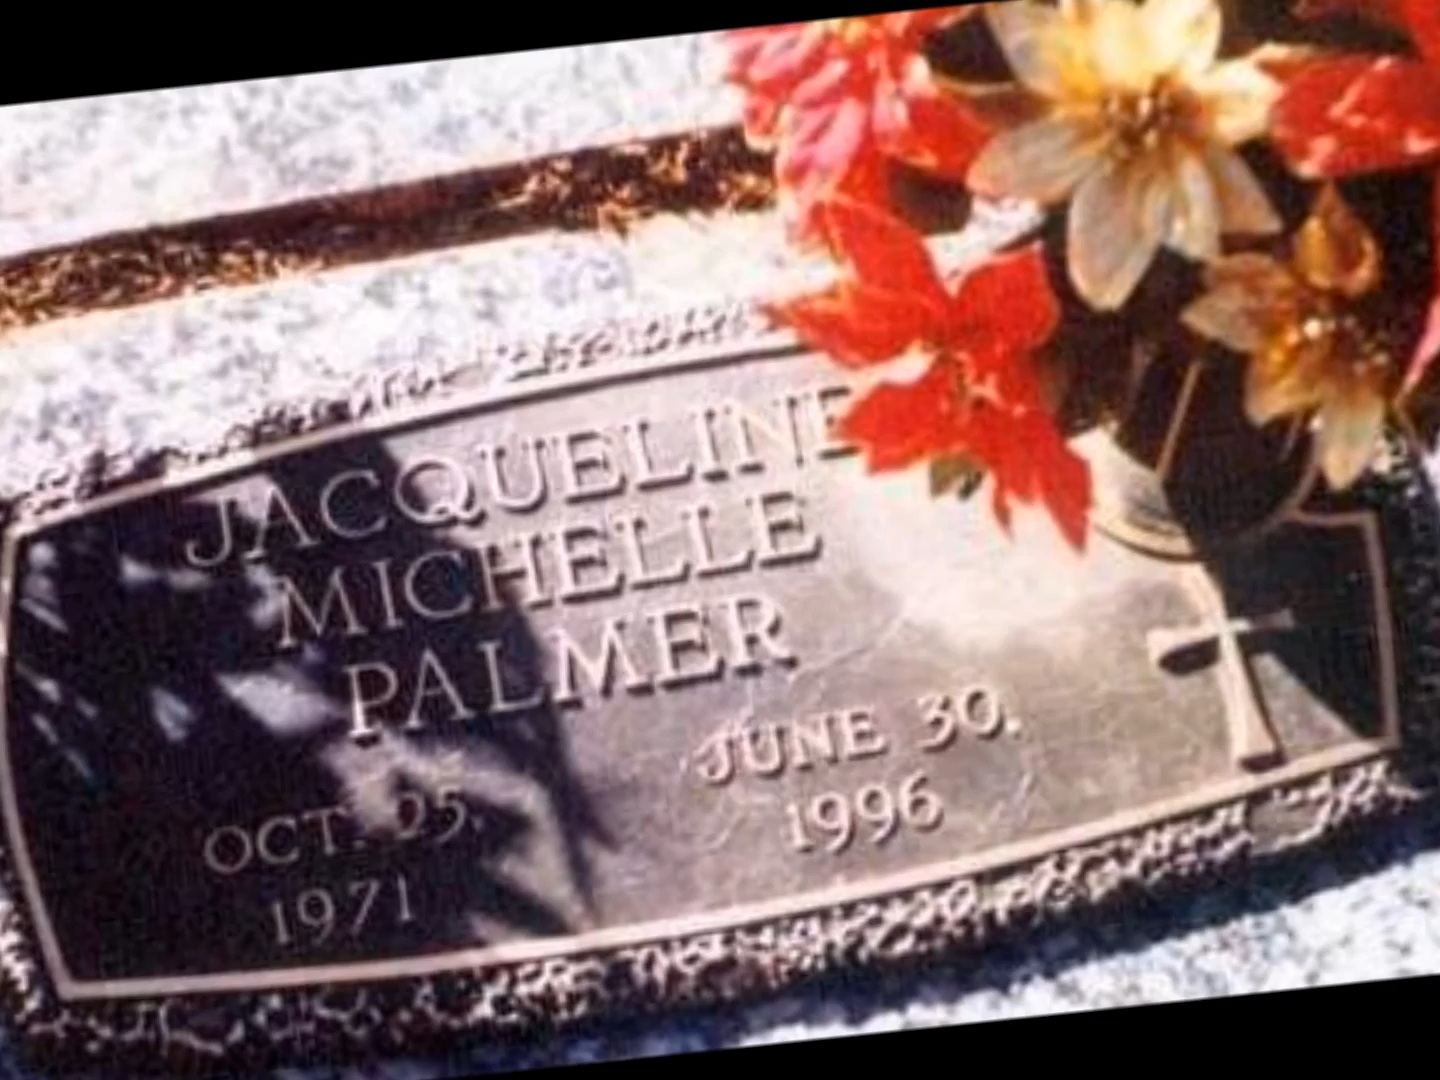 JACQUELINE
MICHELLE
PALMER
OCT. 25, JUNE 30,
1971 1996